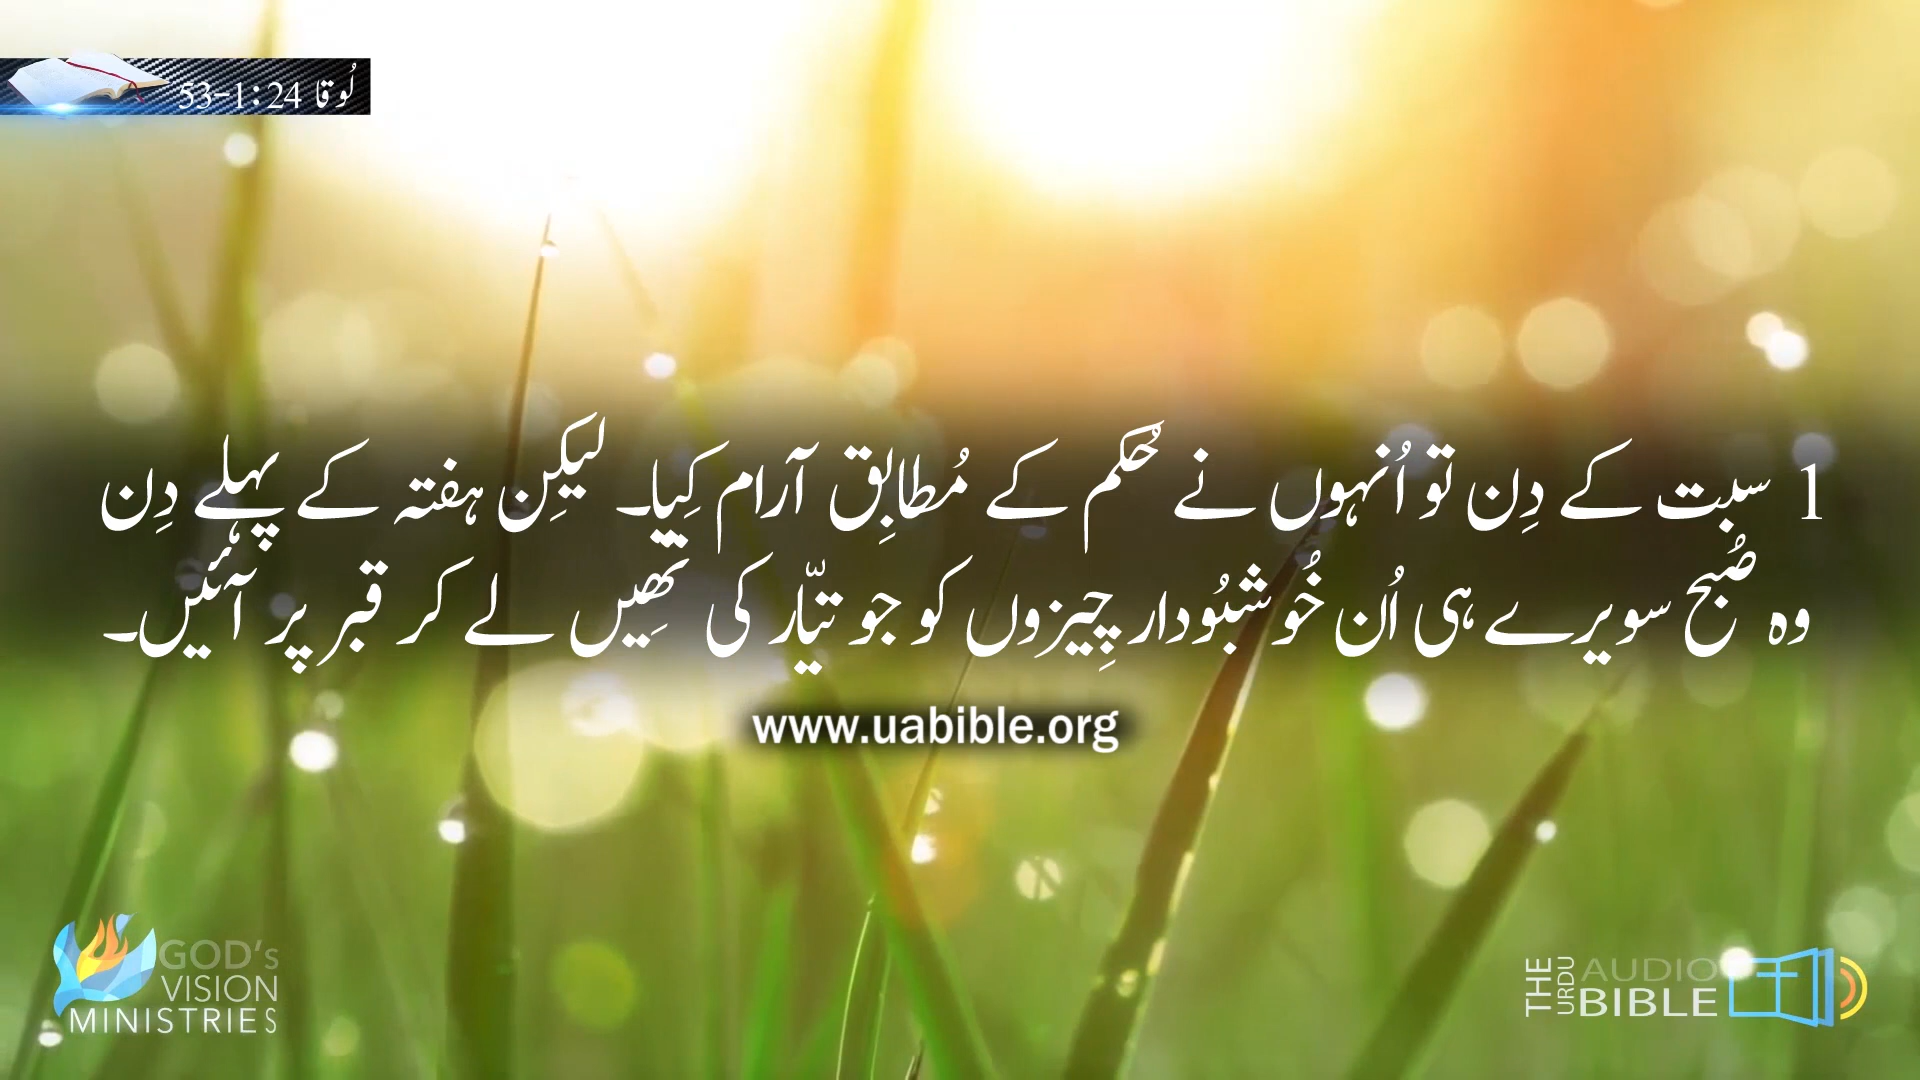 لُوقا 24:1-53
1 سبت کے دِن تو اُنہوں نے حُکم کے مُطابِق آرام کِیا۔ لیکِن ہفتہ کے پہلے دِن
وہ صُبح سویرے ہی اُن خُوشبُودار چِیزوں کو جو تیّار کی تھِیں لے کر قبر پر آئیں۔
www.uabible.org
GOD's
VISION
MINISTRIES
THE
URDU
AUDIO
BIBLE